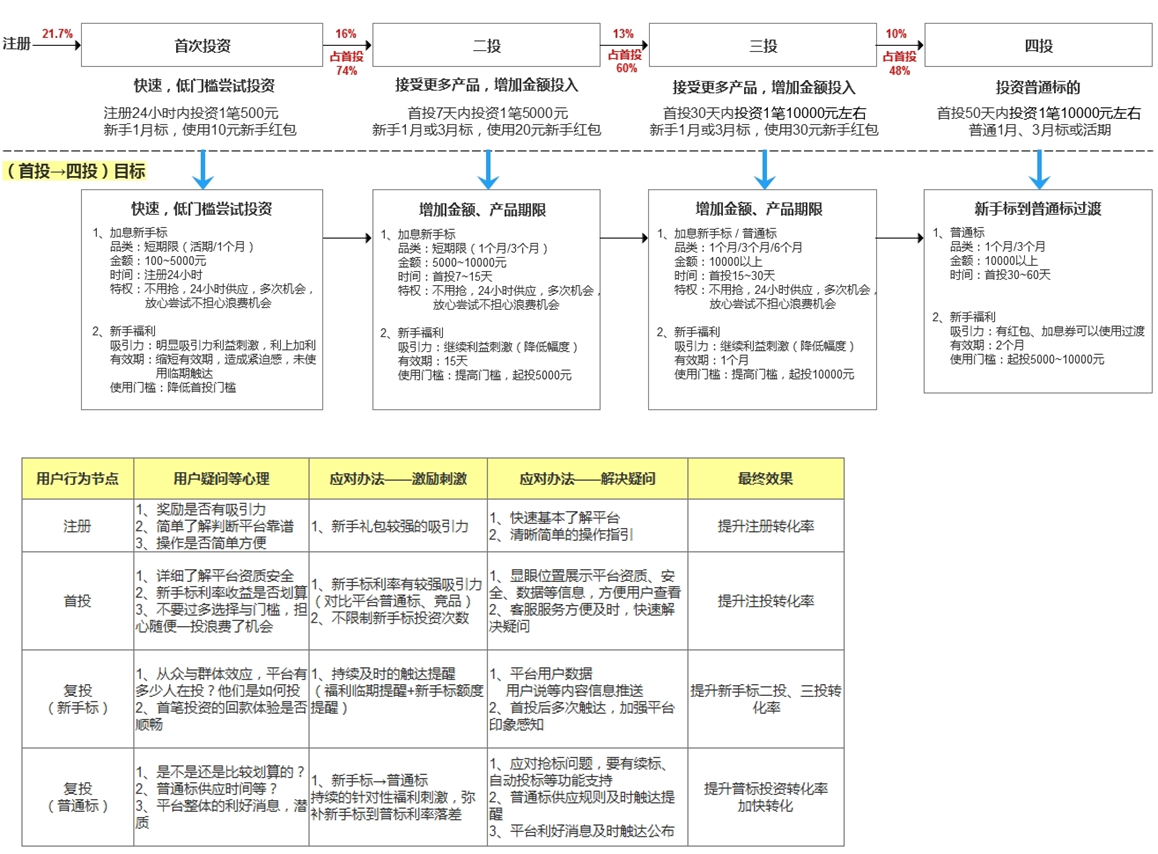 注册
21.7%
首次投资
16%
占首投
74%
二投
13%
占首投
60%
三投
10%
占首投
48%
四投
快速，低门槛尝试投资
注册24小时内投资1笔500元
新手1月标，使用10元新手红包
接受更多产品，增加金额投入
首投7天内投资1笔5000元
新手1月或3月标，使用20元新手红包
接受更多产品，增加金额投入
首投30天内投资1笔10000元左右
新手1月或3月标，使用30元新手红包
投资普通标的
首投50天内投资1笔10000元左右
普通1月、3月标或活期
（首投→四投）目标
快速，低门槛尝试投资
1、加息新手标
品类：短期限（活期/1个月）
金额：100~5000元
时间：注册24小时
特权：不用抢，24小时供应，多次机会，
放心尝试不担心浪费机会
2、新手福利
吸引力：明显吸引力利益刺激，利上加利
有效期：缩短有效期，造成紧迫感，未使
用临期触达
使用门槛：降低首投门槛
增加金额、产品期限
1、加息新手标
品类：短期限（1个月/3个月）
金额：5000~10000元
时间：首投7~15天
特权：不用抢，24小时供应，多次机会，
放心尝试不担心浪费机会
2、新手福利
吸引力：继续利益刺激（降低幅度）
有效期：15天
使用门槛：提高门槛，起投5000元
增加金额、产品期限
1、加息新手标 / 普通标
品类：1个月/3个月/6个月
金额：10000以上
时间：首投15~30天
特权：不用抢，24小时供应，多次机会，
放心尝试不担心浪费机会
2、新手福利
吸引力：继续利益刺激（降低幅度）
有效期：1个月
使用门槛：提高门槛，起投10000元
新手标到普通标过渡
1、普通标
品类：1个月/3个月
金额：10000以上
时间：首投30~60天
2、新手福利
吸引力：有红包、加息券可以使用过渡
有效期：2个月
使用门槛：起投5000~10000元
用户行为节点
用户疑问等心理
应对办法——激励刺激
应对办法——解决疑问
最终效果
注册
1、奖励是否有吸引力
2、简单了解判断平台靠谱
3、操作是否简单方便
1、新手礼包较强的吸引力
1、快速基本了解平台
2、清晰简单的操作指引
提升注册转化率
首投
1、详细了解平台资质安全
2、新手标利率收益是否划算
3、不要过多选择与门槛，担
心随便一投浪费了机会
1、新手标利率有较强吸引力
（对比平台普通标、竞品）
2、不限制新手标投资次数
1、显眼位置展示平台资质、安
全、数据等信息，方便用户查看
2、客服服务方便及时，快速解
决疑问
提升注投转化率
复投
（新手标）
1、从众与群体效应，平台有
多少人在投？他们是如何投
2、首笔投资的回款体验是否
顺畅
1、持续及时的触达提醒
（福利临期提醒+新手标额度
提醒）
1、平台用户数据
用户说等内容信息推送
2、首投后多次触达，加强平台
印象感知
提升新手标二投、三投转
化率
复投
（普通标）
1、是不是还是比较划算的？
2、普通标供应时间等？
3、平台整体的利好消息，潜
质
1、新手标→普通标
持续的针对性福利刺激，弥
补新手标到普标利率落差
1、应对抢标问题，要有续标、
自动投标等功能支持
2、普通标供应规则及时触达提
醒
3、平台利好消息及时触达公布
提升普标投资转化率
加快转化